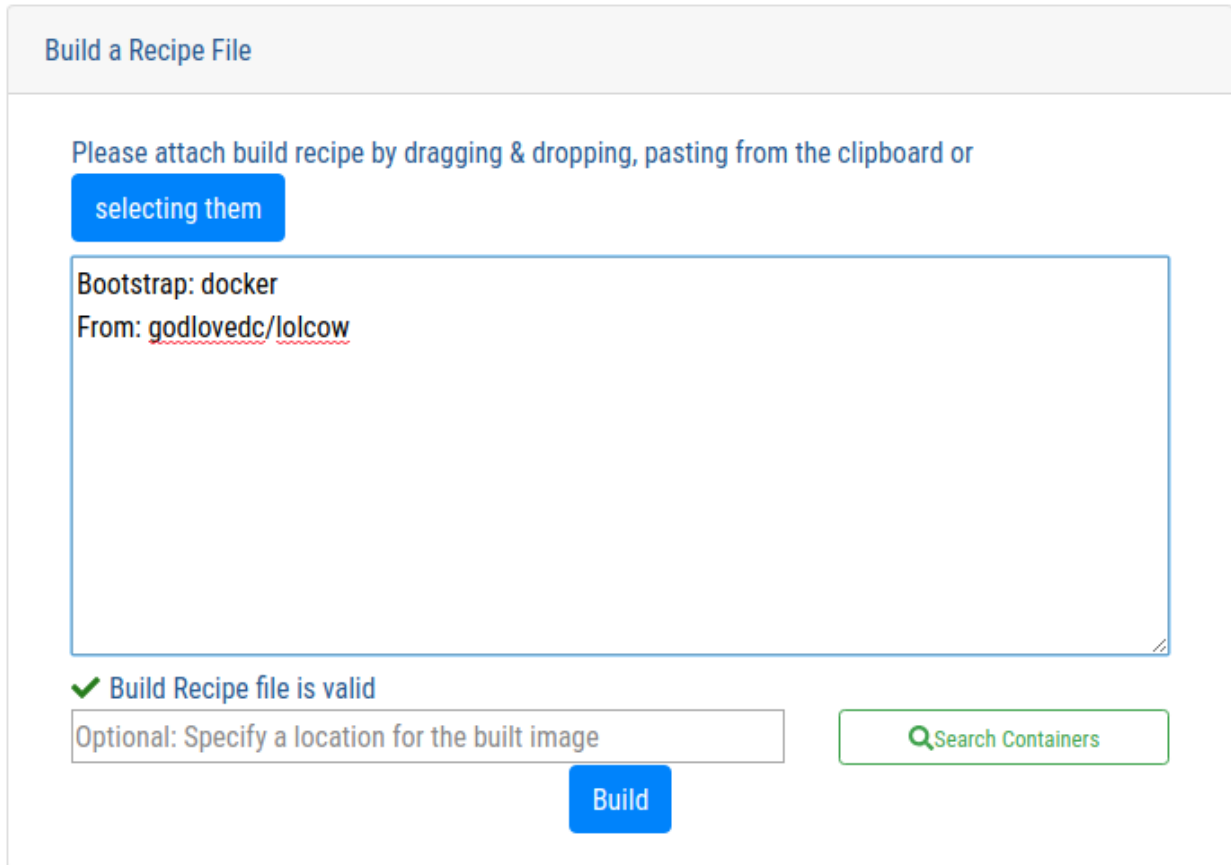 Build a Recipe File
Please attach build recipe by dragging & dropping, pasting from the clipboard or
selecting them
Bootstrap: docker
From: godlovedc/lolcow
Build Recipe file is valid
Optional: Specify a location for the built image
Search Containers
Build